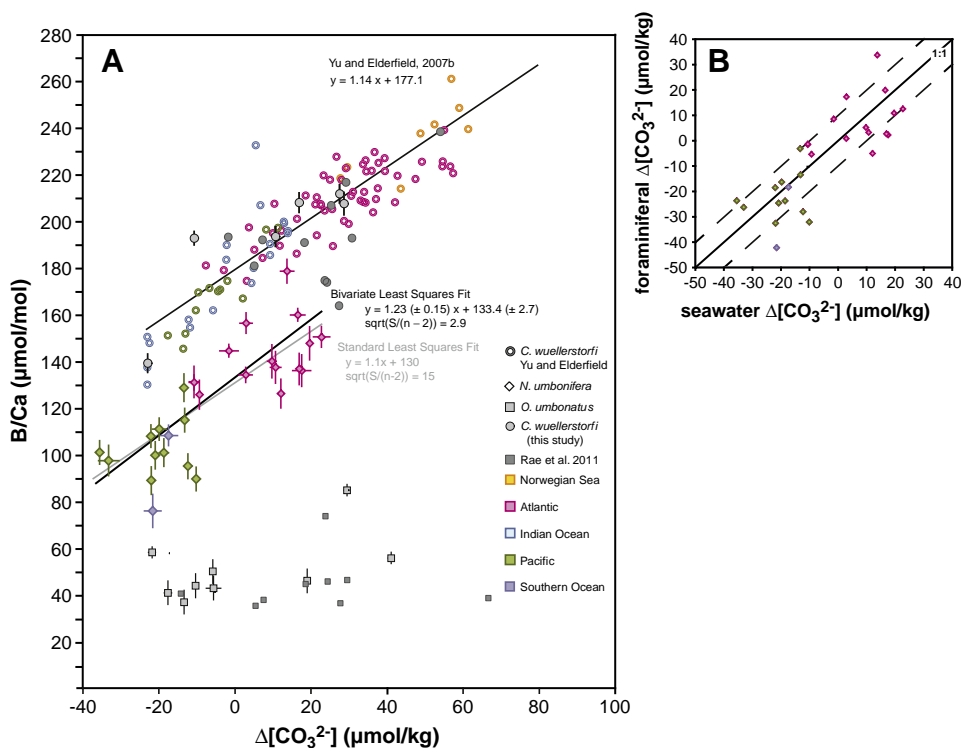 A
280
260
240
220
200
180
160
140
120
100
80
60
40
20
0
B/Ca (μmol/mol)
-40
-20
0
20
40
60
80
100
Δ[CO₃²⁻] (μmol/kg)
Yu and Elderfield, 2007b
y = 1.14 x + 177.1
Bivariate Least Squares Fit
y = 1.23 (± 0.15) x + 133.4 (± 2.7)
sqrt(S/(n – 2)) = 2.9
Standard Least Squares Fit
y = 1.1x + 130
sqrt(S/(n-2)) = 15
C. wuellerstorfi
Yu and Elderfield
N. umbonifera
O. umbonatus
C. wuellerstorfi
(this study)
Rae et al. 2011
Norwegian Sea
Atlantic
Indian Ocean
Pacific
Southern Ocean
B
1:1
40
30
20
10
0
-10
-20
-30
40
-50
foraminiferal Δ[CO₃²⁻] (μmol/kg)
-50
-40
-30
-20
-10
0
10
20
30
40
seawater Δ[CO₃²⁻] (μmol/kg)